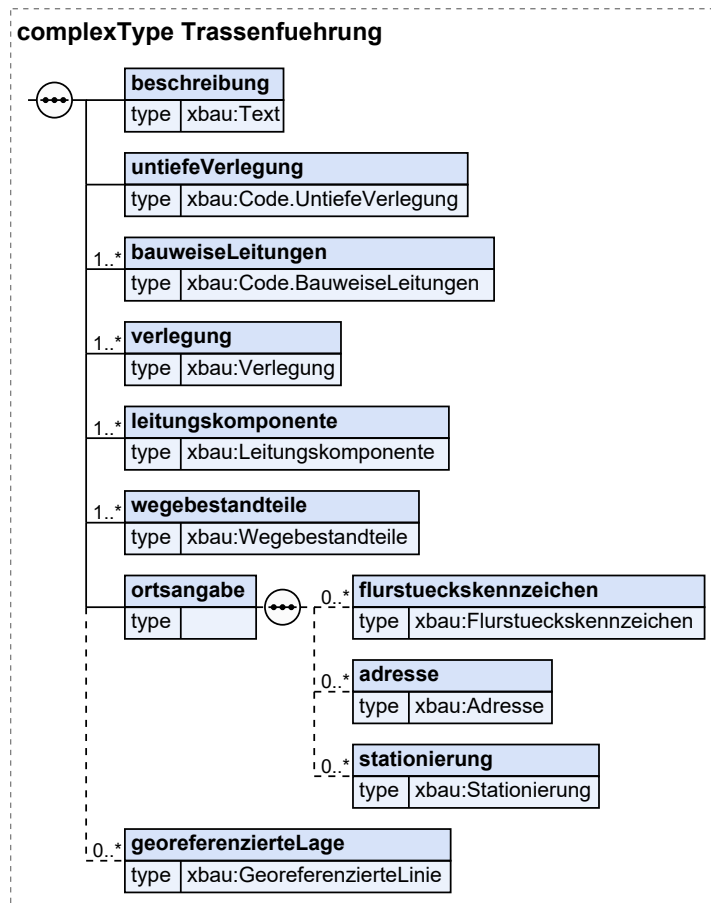 complexType Trassenfuehrung
beschreibung
type xbau:Text
untiefeVerlegung
type xbau:Code.UntiefeVerlegung
1..* bauweiseLeitungen
type xbau:Code.BauweiseLeitungen
1..* verlegung
type xbau:Verlegung
1..* leitungskomponente
type xbau:Leitungskomponente
1..* wegebestandteile
type xbau:Wegebestandteile
ortsangabe
type
0..* flurstueckskennzeichen
type xbau:Flurstueckskennzeichen
0..* adresse
type xbau:Adresse
0..* stationierung
type xbau:Stationierung
0..* georeferenzierteLage
type xbau:GeoreferenzierteLinie